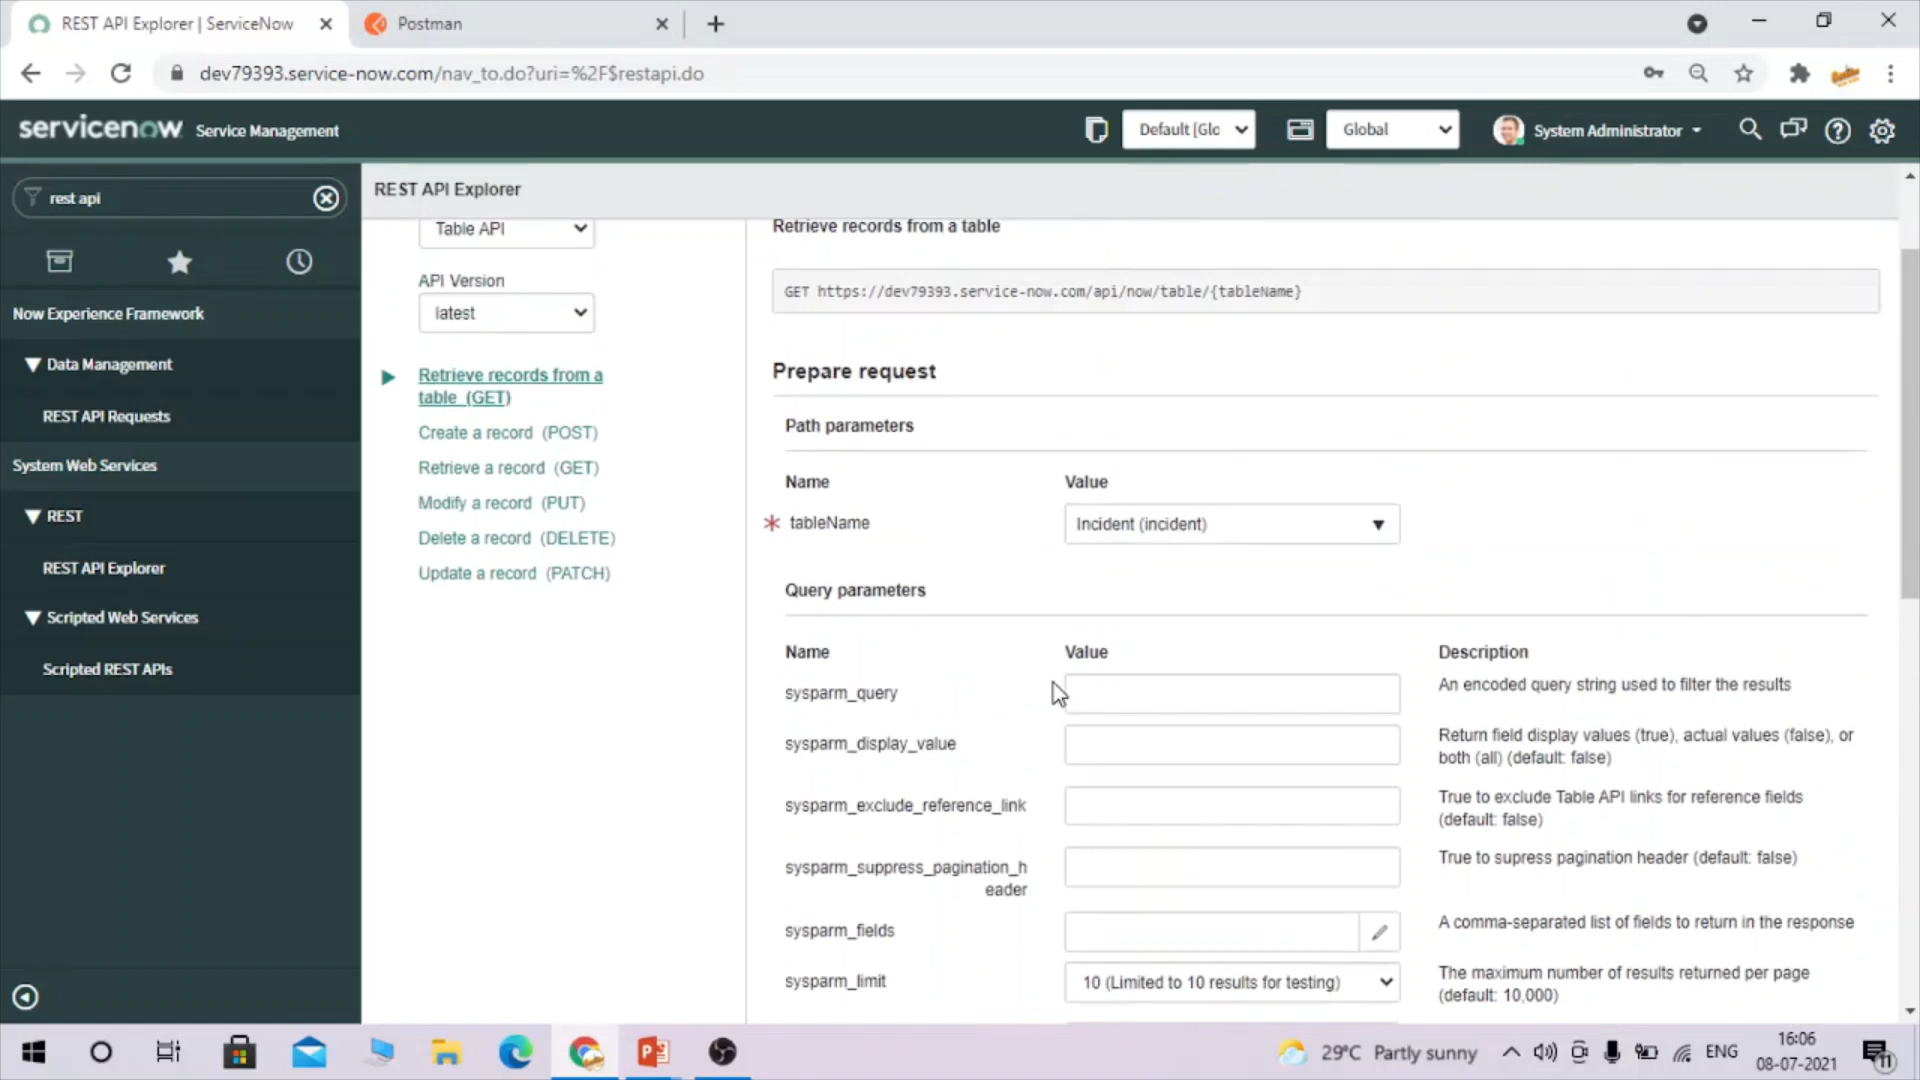 REST API Explorer | ServiceNow
Postman
dev79393.service-now.com/nav_to.do?uri=%2F$restapi.do
servicenow Service Management
Default [Glc
Global
System Administrator
rest api
Now Experience Framework
Data Management
REST API Requests
System Web Services
REST
REST API Explorer
Scripted Web Services
Scripted REST APIs
REST API Explorer
Table API
API Version
latest
Retrieve records from a
table (GET)
Create a record (POST)
Retrieve a record (GET)
Modify a record (PUT)
Delete a record (DELETE)
Update a record (PATCH)
Retrieve records from a table
GET https://dev79393.service-now.com/api/now/table/{tableName}
Prepare request
Path parameters
Name Value
* tableName Incident (incident)
Query parameters
Name Value Description
sysparm_query An encoded query string used to filter the results
sysparm_display_value Return field display values (true), actual values (false), or
both (all) (default: false)
sysparm_exclude_reference_link True to exclude Table API links for reference fields
(default: false)
sysparm_suppress_pagination_h True to supress pagination header (default: false)
eader
sysparm_fields A comma-separated list of fields to return in the response
sysparm_limit 10 (Limited to 10 results for testing) The maximum number of results returned per page
(default: 10,000)
29°C Partly sunny
ENG
16:06
08-07-2021
11